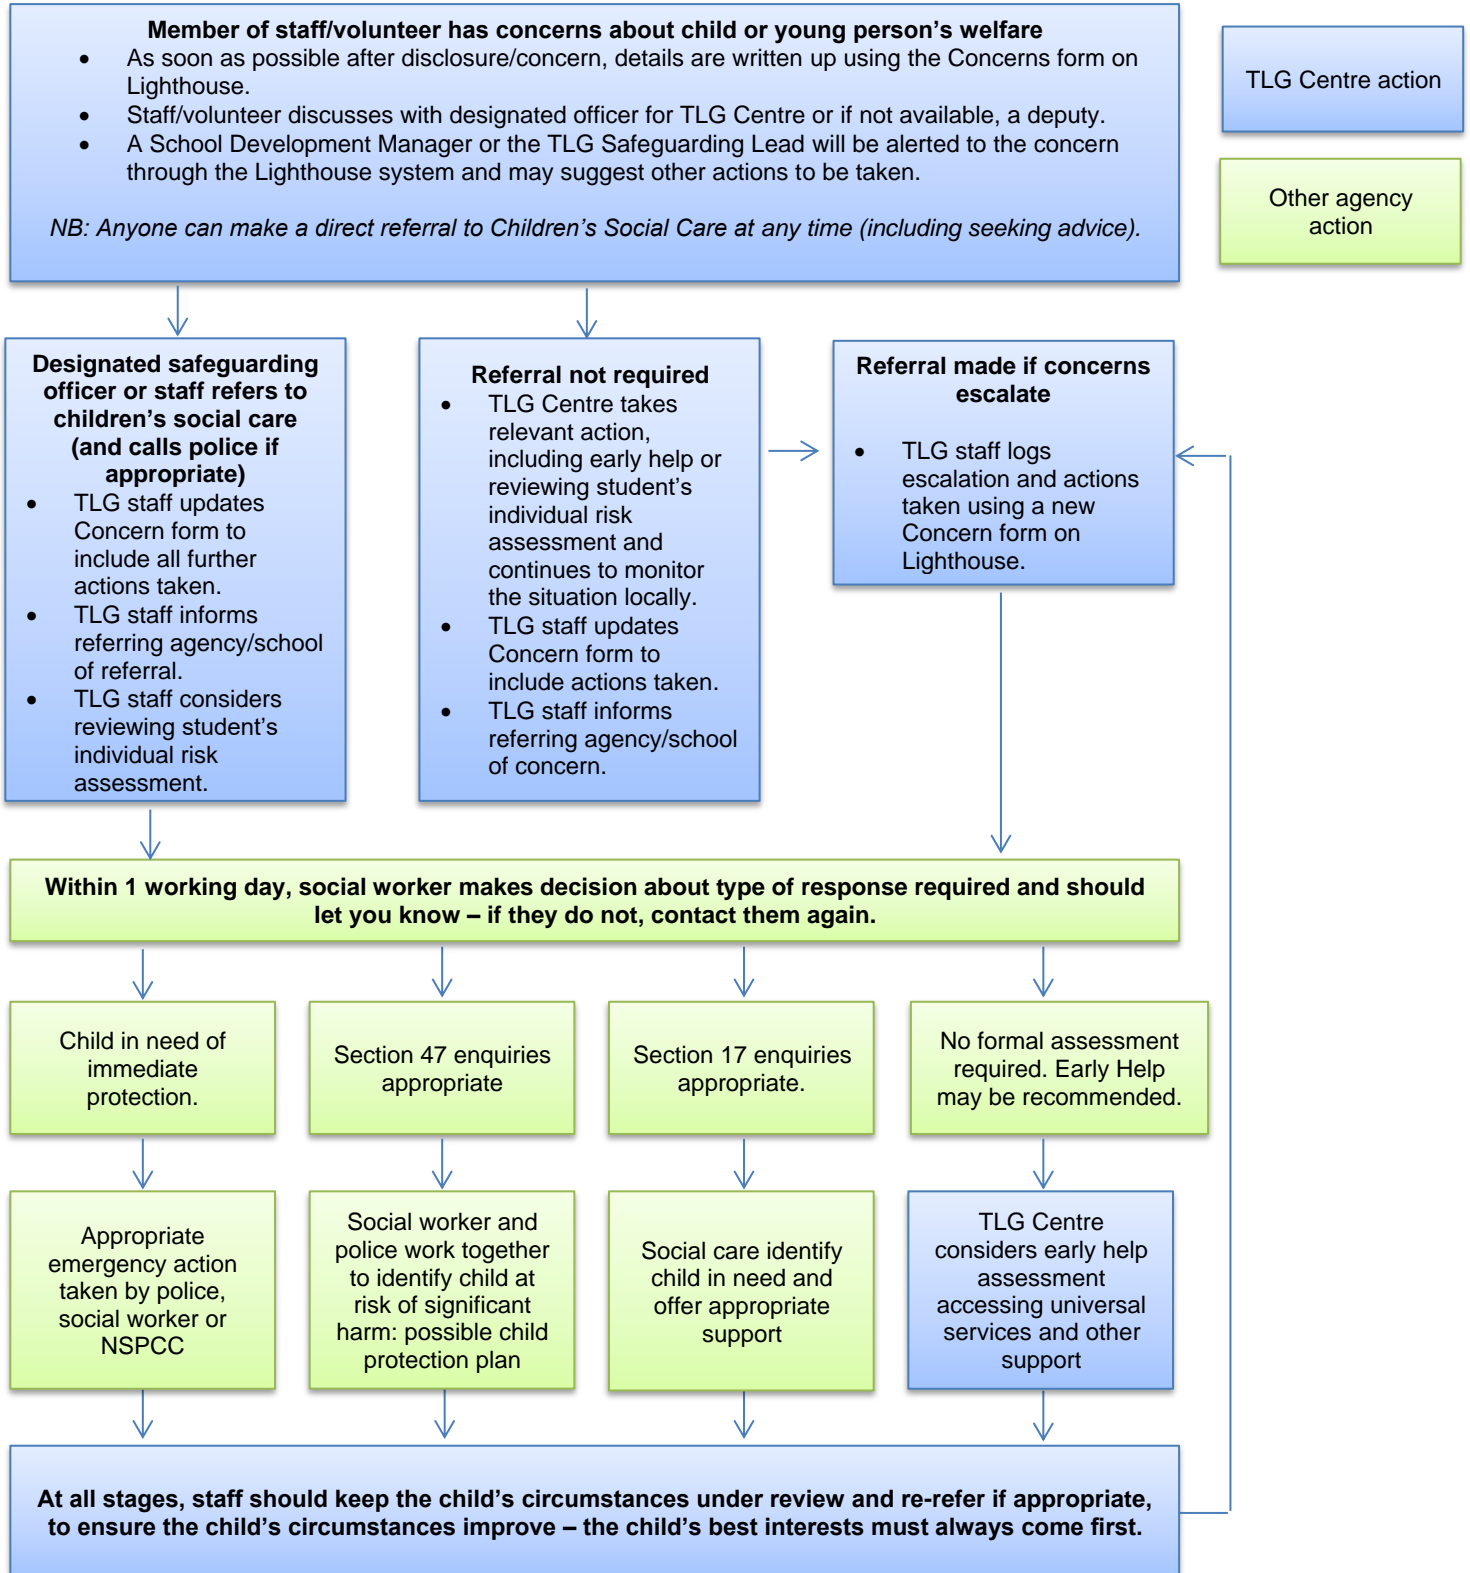 Member of staff/volunteer has concerns about child or young person’s welfare
• As soon as possible after disclosure/concern, details are written up using the Concerns form on
Lighthouse.
• Staff/volunteer discusses with designated officer for TLG Centre or if not available, a deputy.
• A School Development Manager or the TLG Safeguarding Lead will be alerted to the concern
through the Lighthouse system and may suggest other actions to be taken.
NB: Anyone can make a direct referral to Children’s Social Care at any time (including seeking advice).
TLG Centre action
Other agency
action
Designated safeguarding
officer or staff refers to
children’s social care
(and calls police if
appropriate)
• TLG staff updates
Concern form to
include all further
actions taken.
• TLG staff informs
referring agency/school
of referral.
• TLG staff considers
reviewing student’s
individual risk
assessment.
Referral not required
• TLG Centre takes
relevant action,
including early help or
reviewing student’s
individual risk
assessment and
continues to monitor
the situation locally.
• TLG staff updates
Concern form to
include actions taken.
• TLG staff informs
referring agency/school
of concern.
Referral made if concerns
escalate
• TLG staff logs
escalation and actions
taken using a new
Concern form on
Lighthouse.
Within 1 working day, social worker makes decision about type of response required and should
let you know – if they do not, contact them again.
Child in need of
immediate
protection.
Section 47 enquiries
appropriate
Section 17 enquiries
appropriate.
No formal assessment
required. Early Help
may be recommended.
Appropriate
emergency action
taken by police,
social worker or
NSPCC
Social worker and
police work together
to identify child at
risk of significant
harm: possible child
protection plan
Social care identify
child in need and
offer appropriate
support
TLG Centre
considers early help
assessment
accessing universal
services and other
support
At all stages, staff should keep the child’s circumstances under review and re-refer if appropriate,
to ensure the child’s circumstances improve – the child’s best interests must always come first.